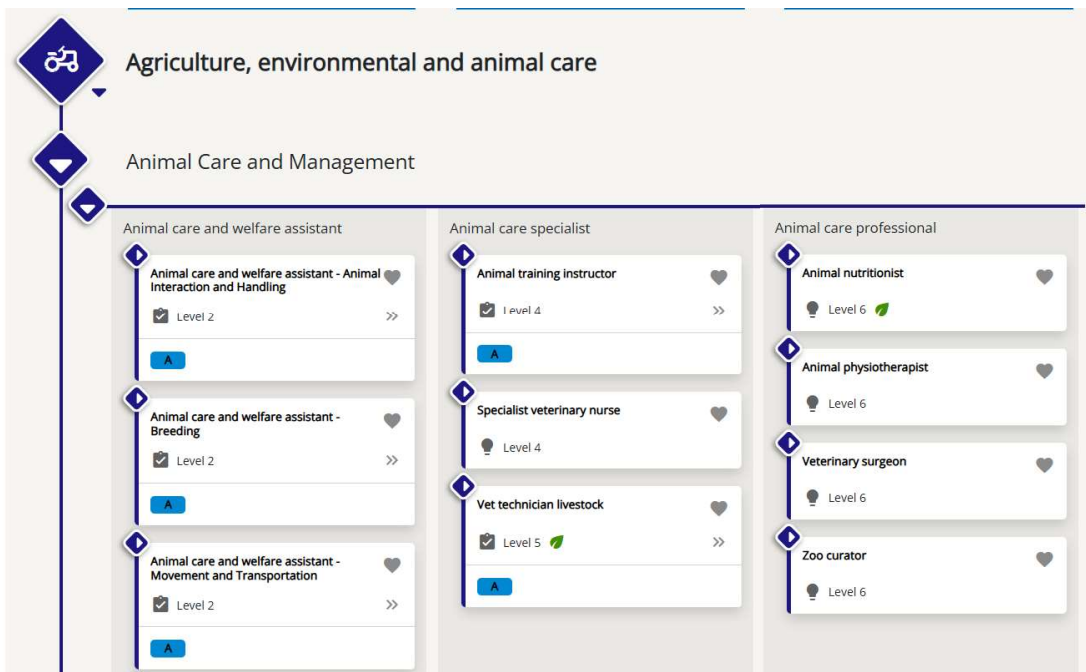 Agriculture, environmental and animal care
Animal Care and Management
Animal care and welfare assistant
Animal care and welfare assistant - Animal
Interaction and Handling
Level 2
A
Animal care and welfare assistant -
Breeding
Level 2
A
Animal care and welfare assistant -
Movement and Transportation
Level 2
A
Animal care specialist
Animal training instructor
Level 4
A
Specialist veterinary nurse
Level 4
Vet technician livestock
Level 5
A
Animal care professional
Animal nutritionist
Level 6
Animal physiotherapist
Level 6
Veterinary surgeon
Level 6
Zoo curator
Level 6